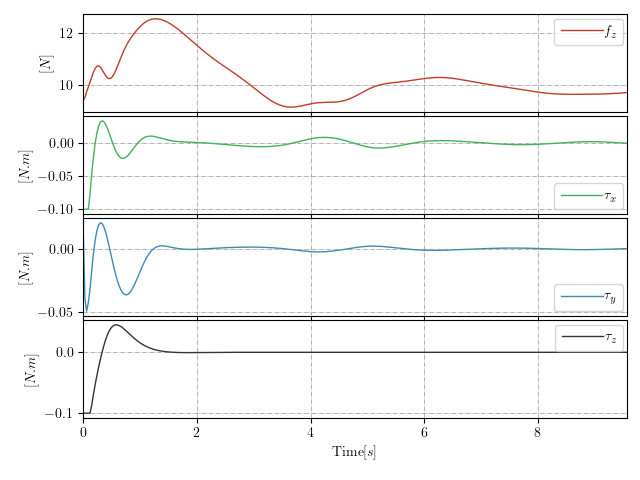 12
10
[N]
f_z
0.00
−0.05
−0.10
[N.m]
τ_x
0.00
−0.05
[N.m]
τ_y
0.0
−0.1
[N.m]
τ_z
0 2 4 6 8
Time[s]